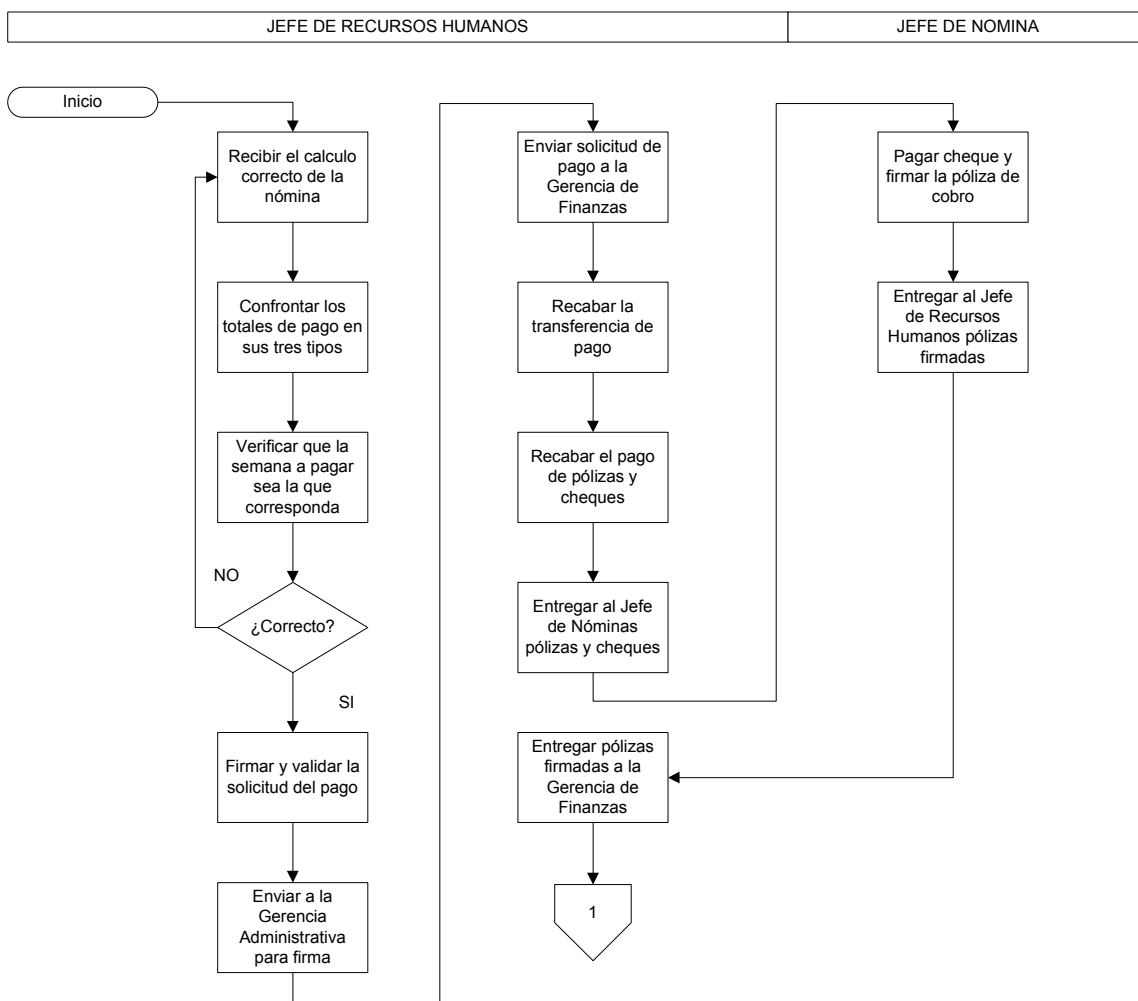 JEFE DE RECURSOS HUMANOS
JEFE DE NOMINA
Inicio
Recibir el calculo
correcto de la
nómina
Confrontar los
totales de pago en
sus tres tipos
Verificar que la
semana a pagar
sea la que
corresponda
NO
¿Correcto?
SI
Firmar y validar la
solicitud del pago
Enviar a la
Gerencia
Administrativa
para firma
Enviar solicitud de
pago a la
Gerencia de
Finanzas
Recabar la
transferencia de
pago
Recabar el pago
de pólizas y
cheques
Entregar al Jefe
de Nóminas
pólizas y cheques
Pagar cheque y
firmar la póliza de
cobro
Entregar al Jefe
de Recursos
Humanos pólizas
firmadas
Entregar pólizas
firmadas a la
Gerencia de
Finanzas
1